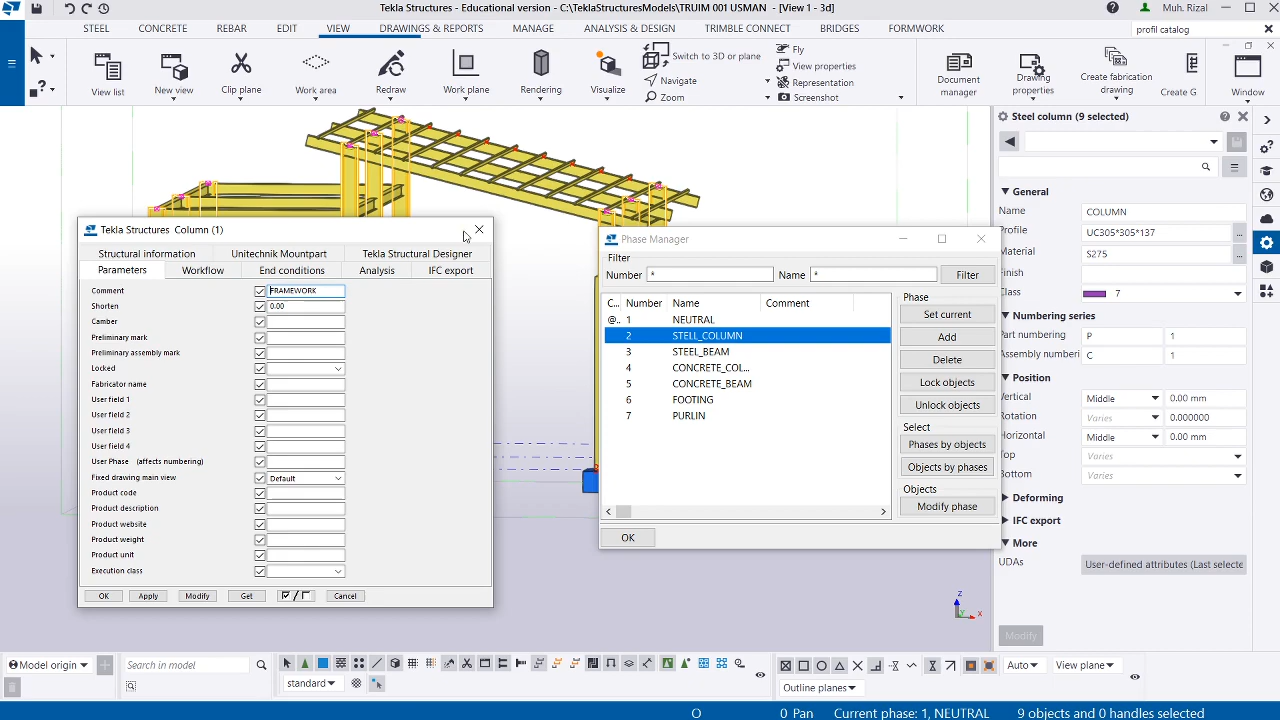 Tekla Structures - Educational version - C:\TeklaStructuresModels\TRUIN0001 USMAN - [View 1 - 3d]
Muh. Rizal
STEEL CONCRETE REBAR EDIT VIEW DRAWINGS & REPORTS MANAGE ANALYSIS & DESIGN TRIMBLE CONNECT BRIDGES FORMWORK
profil catalog
View list
New view
Clip plane
Work area
Redraw
Work plane
Rendering
Visualize
Switch to 3D or plane
Navigate
Zoom
Fly
View properties
Representation
Screenshot
Document manager
Drawing properties
Create fabrication drawing
Create G
Window
Tekla Structures Column (1)
Structural information Unitechnik Mountpart Tekla Structural Designer
Parameters Workflow End conditions Analysis IFC export
Comment FRAMEWORK
Shorten 0.00
Camber
Preliminary mark
Preliminary assembly mark
Locked
Fabricator name
User field 1
User field 2
User field 3
User field 4
User Phase (affects numbering)
Fixed drawing main view Default
Product code
Product description
Product website
Product weight
Product unit
Execution class
OK Apply Modify Get / Cancel
Phase Manager
Filter
Number * Name * Filter
C.. Number Name Comment
@.. 1 NEUTRAL
2 STELL_COLUMN
3 STEEL_BEAM
4 CONCRETE_COL...
5 CONCRETE_BEAM
6 FOOTING
7 PURLIN
Phase
Set current
Add
Delete
Lock objects
Unlock objects
Select
Phases by objects
Objects by phases
Objects
Modify phase
OK
Steel column (9 selected)
General
Name COLUMN
Profile UC305*305*137 ...
Material S275 ...
Finish
Class 7
Numbering series
Part numbering P 1
Assembly numberi C 1
Position
Vertical Middle 0.00 mm
Rotation Varies 0.000000
Horizontal Middle 0.00 mm
Top Varies
Bottom Varies
Deforming
IFC export
More
UDAs User-defined attributes (Last selecte
Modify
z
x
y
Model origin
Search in model
standard
Auto
View plane
Outline planes
O 0 Pan Current phase: 1, NEUTRAL 9 objects and 0 handles selected